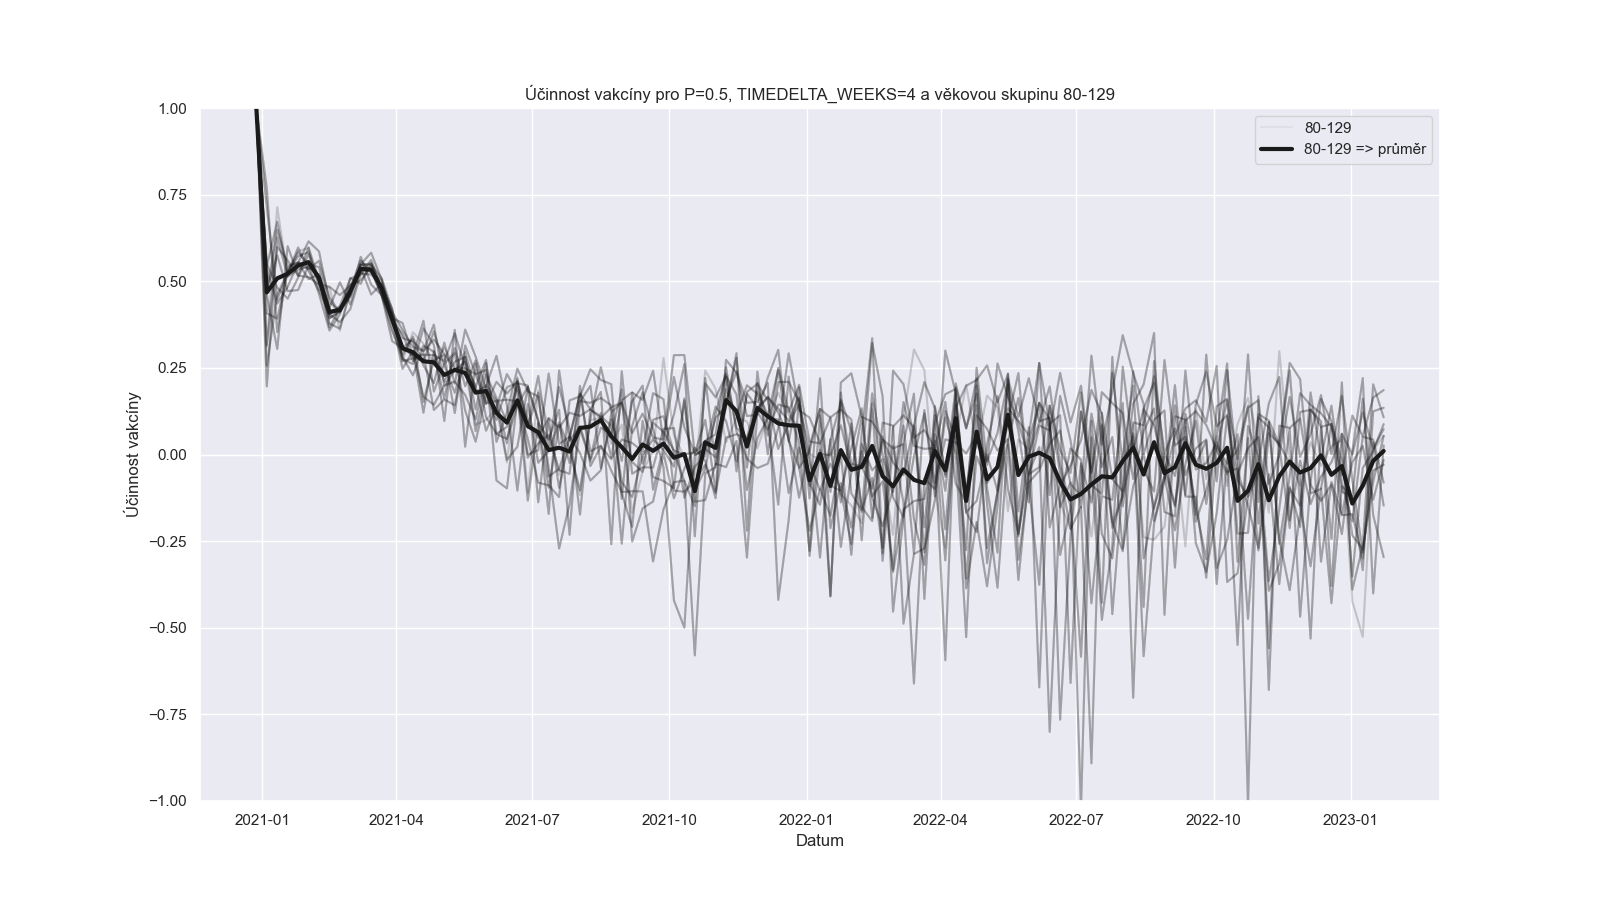 Účinnost vakcíny pro P=0.5, TIMEDELTA_WEEKS=4 a věkovou skupinu 80-129
80-129
80-129 => průměr
1.00
0.75
0.50
0.25
0.00
−0.25
−0.50
−0.75
−1.00
Účinnost vakcíny
2021-01 2021-04 2021-07 2021-10 2022-01 2022-04 2022-07 2022-10 2023-01
Datum